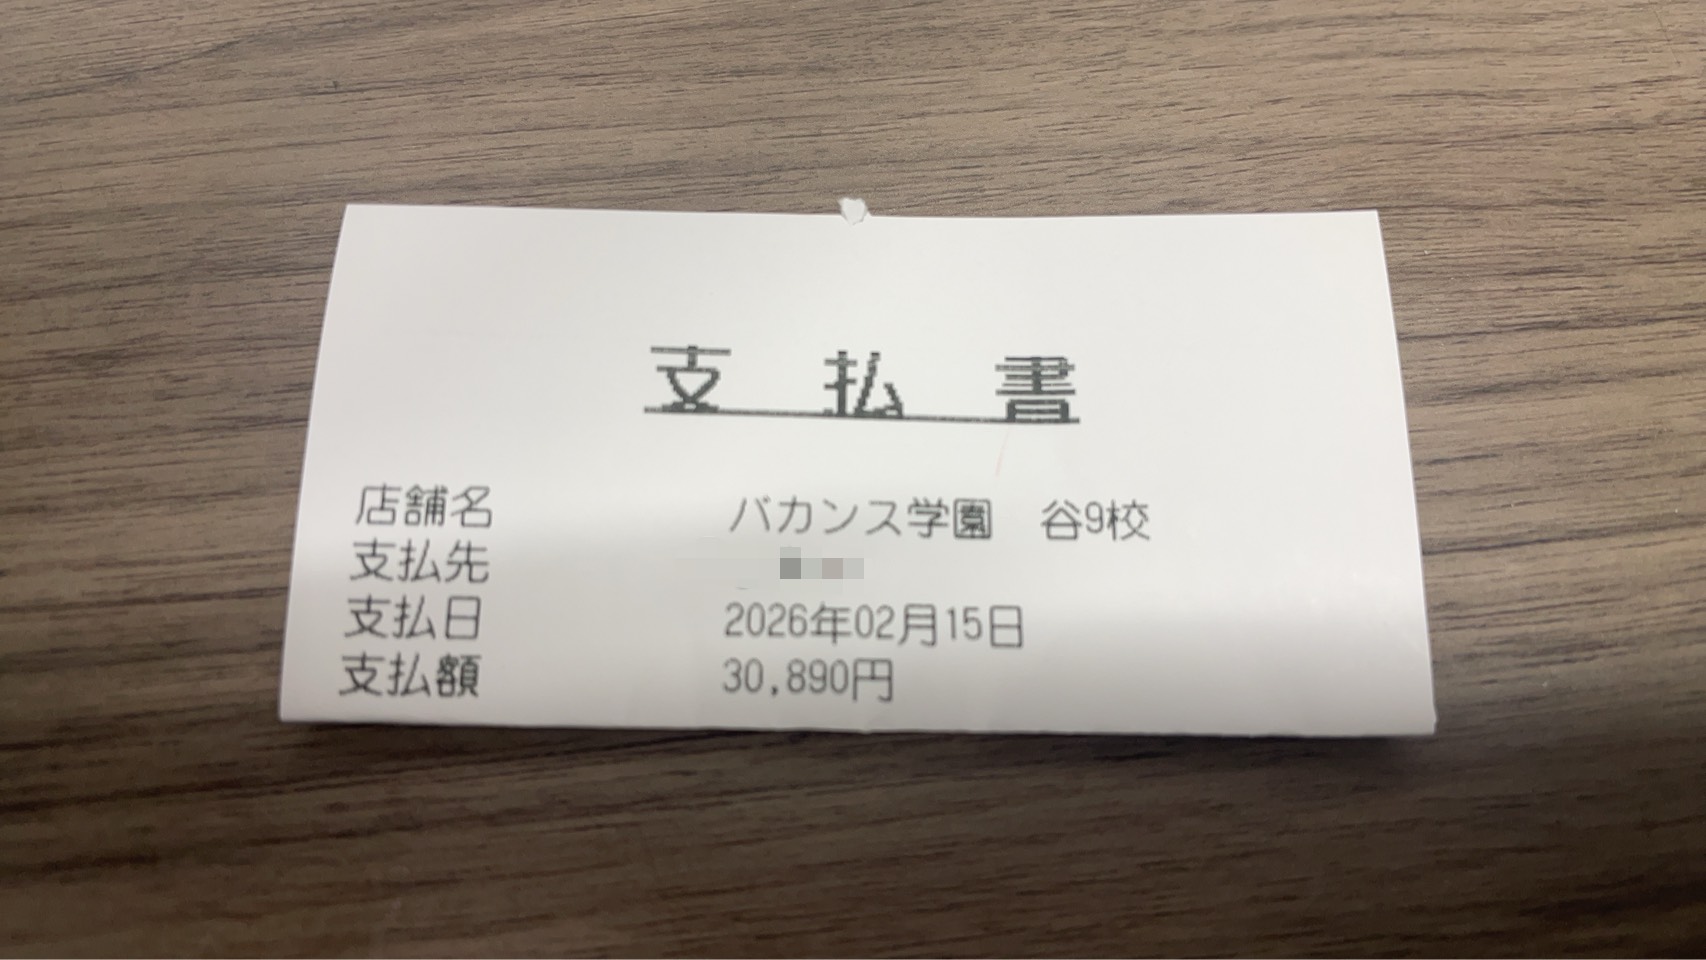 支払書
店舗名 バカンス学園 谷9校
支払先
支払日 2026年02月15日
支払額 30,890円